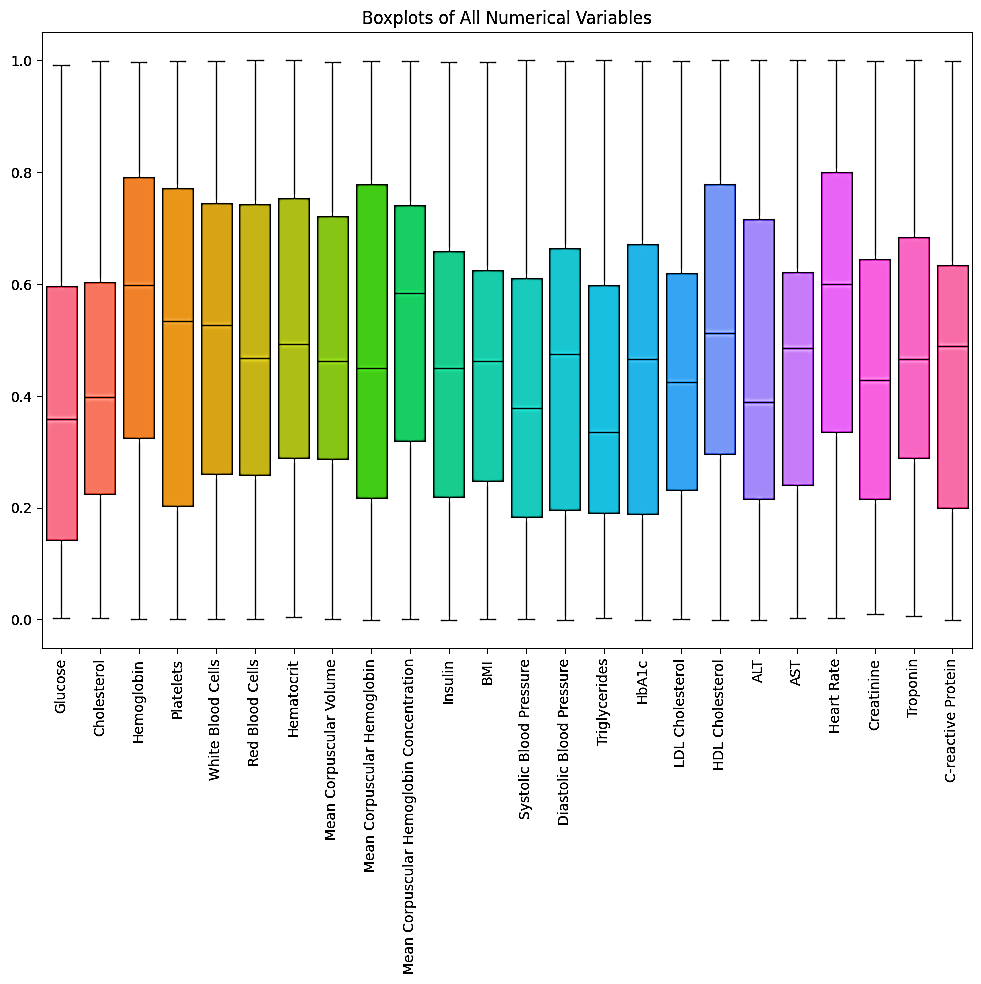 Boxplots of All Numerical Variables
1.0
0.8
0.6
0.4
0.2
0.0
Glucose
Cholesterol
Hemoglobin
Platelets
White Blood Cells
Red Blood Cells
Hematocrit
Mean Corpuscular Volume
Mean Corpuscular Hemoglobin
Mean Corpuscular Hemoglobin Concentration
Insulin
BMI
Systolic Blood Pressure
Diastolic Blood Pressure
Triglycerides
HbA1c
LDL Cholesterol
HDL Cholesterol
ALT
AST
Heart Rate
Creatinine
Troponin
C-reactive Protein